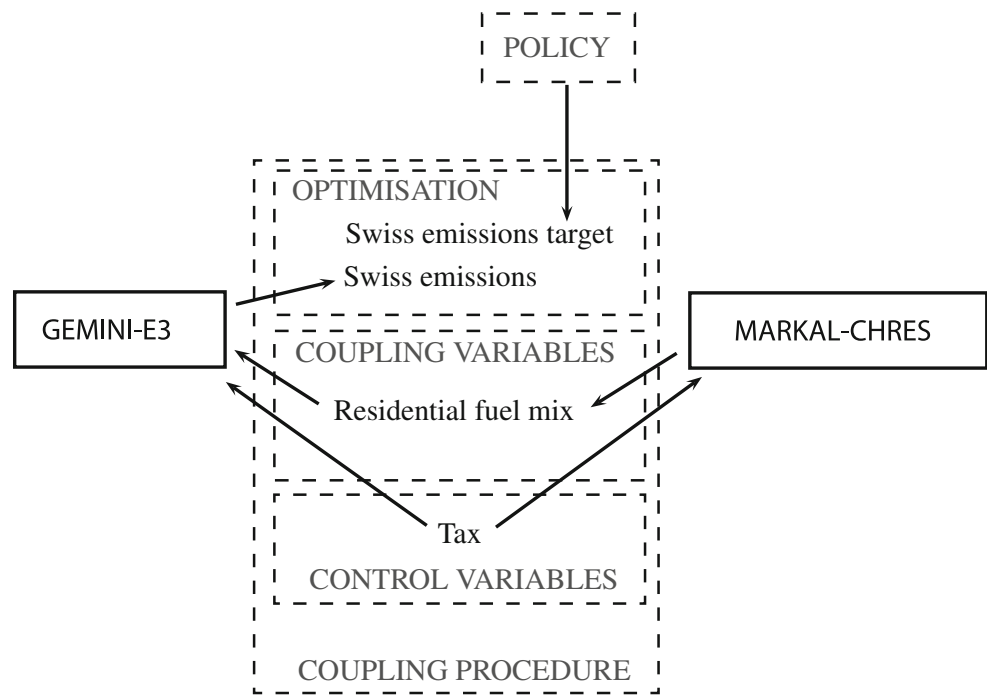 POLICY
OPTIMISATION
Swiss emissions target
Swiss emissions
GEMINI-E3
MARKAL-CHRES
COUPLING VARIABLES
Residential fuel mix
Tax
CONTROL VARIABLES
COUPLING PROCEDURE